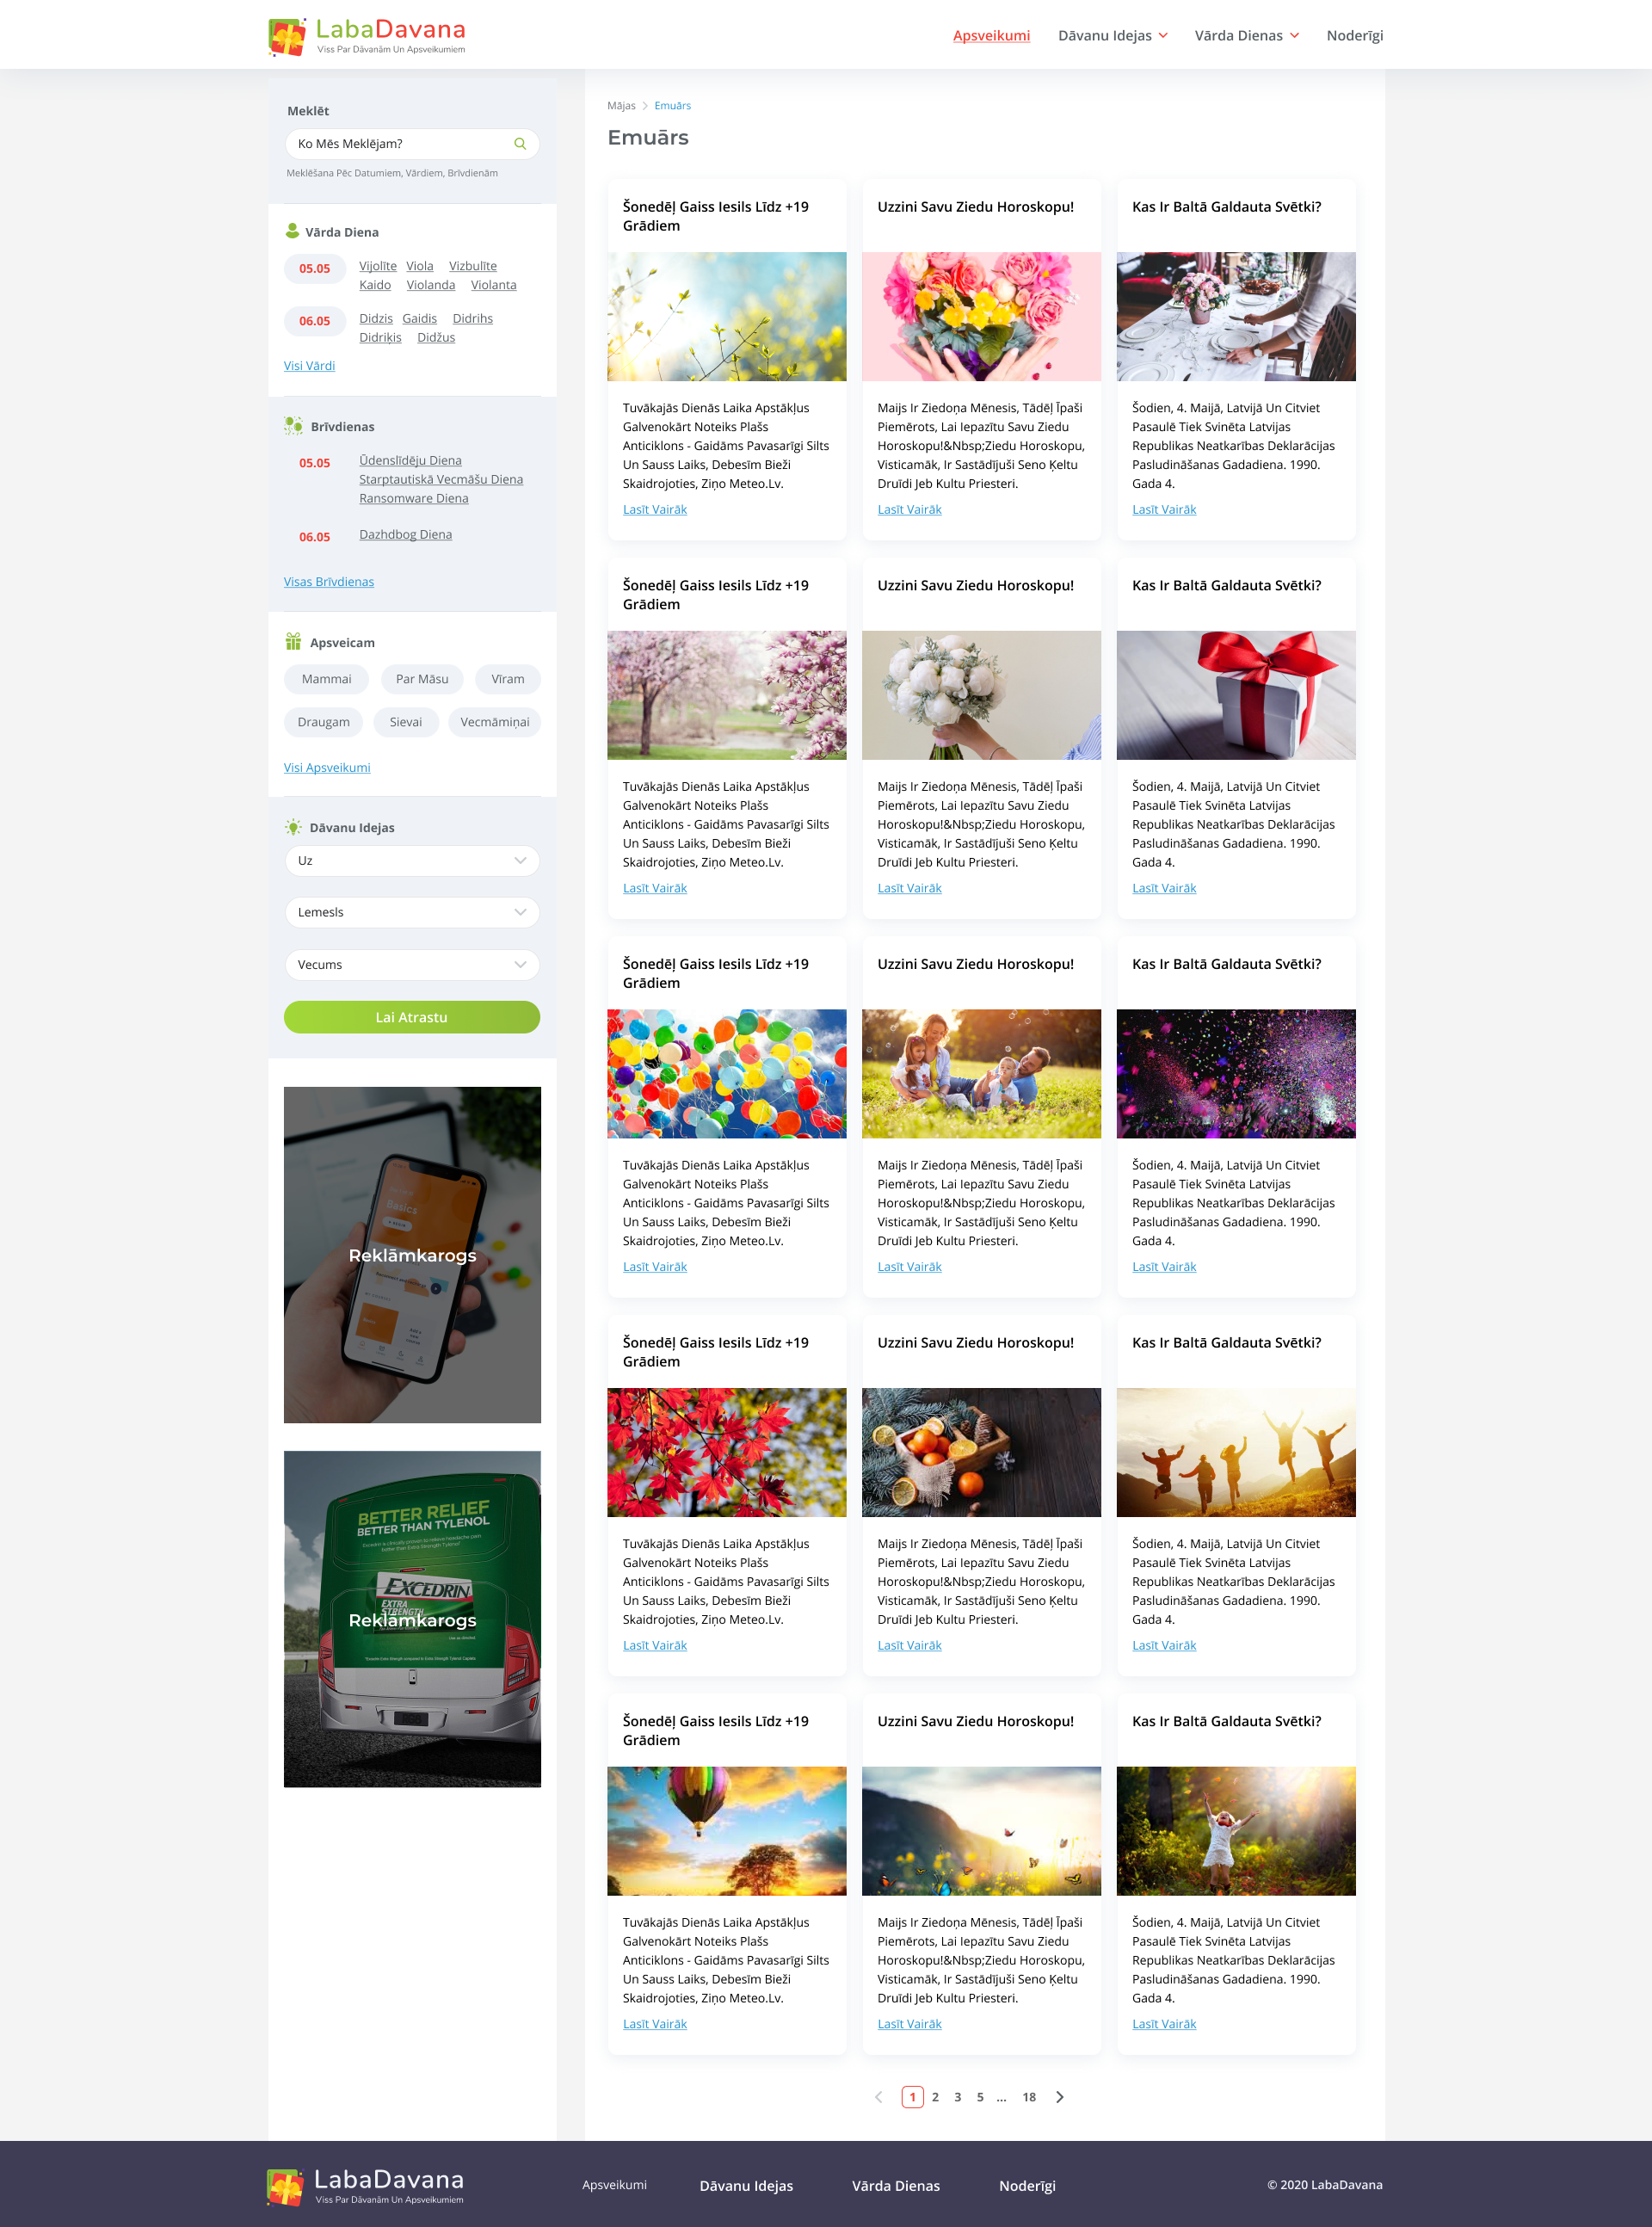 LabaDavana
Viss Par Dāvanām Un Apsveikumiem
Apsveikumi
Dāvanu Idejas
Vārda Dienas
Noderīgi
Meklēt
Ko Mēs Meklējam?
Meklēšana Pēc Datumiem, Vārdiem, Brīvdienām
Vārda Diena
05.05
Vijolīte Viola Vizbulīte
Kaido Violanda Violanta
06.05
Didzis Gaidis Didrihs
Didriķis Didžus
Visi Vārdi
Brīvdienas
05.05
Ūdenslīdēju Diena
Starptautiskā Vecmāšu Diena
Ransomware Diena
06.05
Dazhdbog Diena
Visas Brīvdienas
Apsveicam
Mammai Par Māsu Vīram
Draugam Sievai Vecmāmiņai
Visi Apsveikumi
Dāvanu Idejas
Uz
Lemesls
Vecums
Lai Atrastu
Basics
Reklāmkarogs
BETTER RELIEF
BETTER THAN TYLENOL
EXCEDRIN
EXTRA
STRENGTH
Reklāmkarogs
Mājas > Emuārs
Emuārs
Šonedēļ Gaiss Iesils Līdz +19
Grādiem
Tuvākajās Dienās Laika Apstākļus
Galvenokārt Noteiks Plašs
Anticiklons - Gaidāms Pavasarīgi Silts
Un Sauss Laiks, Debesīm Bieži
Skaidrojoties, Ziņo Meteo.Lv.
Lasīt Vairāk
Uzzini Savu Ziedu Horoskopu!
Maijs Ir Ziedoņa Mēnesis, Tādēļ Īpaši
Piemērots, Lai Iepazītu Savu Ziedu
Horoskopu!&Nbsp;Ziedu Horoskopu,
Visticamāk, Ir Sastādījuši Seno Ķeltu
Druīdi Jeb Kultu Priesteri.
Lasīt Vairāk
Kas Ir Baltā Galdauta Svētki?
Šodien, 4. Maijā, Latvijā Un Citviet
Pasaulē Tiek Svinēta Latvijas
Republikas Neatkarības Deklarācijas
Pasludināšanas Gadadiena. 1990.
Gada 4.
Lasīt Vairāk
Šonedēļ Gaiss Iesils Līdz +19
Grādiem
Tuvākajās Dienās Laika Apstākļus
Galvenokārt Noteiks Plašs
Anticiklons - Gaidāms Pavasarīgi Silts
Un Sauss Laiks, Debesīm Bieži
Skaidrojoties, Ziņo Meteo.Lv.
Lasīt Vairāk
Uzzini Savu Ziedu Horoskopu!
Maijs Ir Ziedoņa Mēnesis, Tādēļ Īpaši
Piemērots, Lai Iepazītu Savu Ziedu
Horoskopu!&Nbsp;Ziedu Horoskopu,
Visticamāk, Ir Sastādījuši Seno Ķeltu
Druīdi Jeb Kultu Priesteri.
Lasīt Vairāk
Kas Ir Baltā Galdauta Svētki?
Šodien, 4. Maijā, Latvijā Un Citviet
Pasaulē Tiek Svinēta Latvijas
Republikas Neatkarības Deklarācijas
Pasludināšanas Gadadiena. 1990.
Gada 4.
Lasīt Vairāk
Šonedēļ Gaiss Iesils Līdz +19
Grādiem
Tuvākajās Dienās Laika Apstākļus
Galvenokārt Noteiks Plašs
Anticiklons - Gaidāms Pavasarīgi Silts
Un Sauss Laiks, Debesīm Bieži
Skaidrojoties, Ziņo Meteo.Lv.
Lasīt Vairāk
Uzzini Savu Ziedu Horoskopu!
Maijs Ir Ziedoņa Mēnesis, Tādēļ Īpaši
Piemērots, Lai Iepazītu Savu Ziedu
Horoskopu!&Nbsp;Ziedu Horoskopu,
Visticamāk, Ir Sastādījuši Seno Ķeltu
Druīdi Jeb Kultu Priesteri.
Lasīt Vairāk
Kas Ir Baltā Galdauta Svētki?
Šodien, 4. Maijā, Latvijā Un Citviet
Pasaulē Tiek Svinēta Latvijas
Republikas Neatkarības Deklarācijas
Pasludināšanas Gadadiena. 1990.
Gada 4.
Lasīt Vairāk
Šonedēļ Gaiss Iesils Līdz +19
Grādiem
Tuvākajās Dienās Laika Apstākļus
Galvenokārt Noteiks Plašs
Anticiklons - Gaidāms Pavasarīgi Silts
Un Sauss Laiks, Debesīm Bieži
Skaidrojoties, Ziņo Meteo.Lv.
Lasīt Vairāk
Uzzini Savu Ziedu Horoskopu!
Maijs Ir Ziedoņa Mēnesis, Tādēļ Īpaši
Piemērots, Lai Iepazītu Savu Ziedu
Horoskopu!&Nbsp;Ziedu Horoskopu,
Visticamāk, Ir Sastādījuši Seno Ķeltu
Druīdi Jeb Kultu Priesteri.
Lasīt Vairāk
Kas Ir Baltā Galdauta Svētki?
Šodien, 4. Maijā, Latvijā Un Citviet
Pasaulē Tiek Svinēta Latvijas
Republikas Neatkarības Deklarācijas
Pasludināšanas Gadadiena. 1990.
Gada 4.
Lasīt Vairāk
Šonedēļ Gaiss Iesils Līdz +19
Grādiem
Tuvākajās Dienās Laika Apstākļus
Galvenokārt Noteiks Plašs
Anticiklons - Gaidāms Pavasarīgi Silts
Un Sauss Laiks, Debesīm Bieži
Skaidrojoties, Ziņo Meteo.Lv.
Lasīt Vairāk
Uzzini Savu Ziedu Horoskopu!
Maijs Ir Ziedoņa Mēnesis, Tādēļ Īpaši
Piemērots, Lai Iepazītu Savu Ziedu
Horoskopu!&Nbsp;Ziedu Horoskopu,
Visticamāk, Ir Sastādījuši Seno Ķeltu
Druīdi Jeb Kultu Priesteri.
Lasīt Vairāk
Kas Ir Baltā Galdauta Svētki?
Šodien, 4. Maijā, Latvijā Un Citviet
Pasaulē Tiek Svinēta Latvijas
Republikas Neatkarības Deklarācijas
Pasludināšanas Gadadiena. 1990.
Gada 4.
Lasīt Vairāk
1 2 3 5 ... 18
LabaDavana
Viss Par Dāvanām Un Apsveikumiem
Apsveikumi
Dāvanu Idejas
Vārda Dienas
Noderīgi
© 2020 LabaDavana